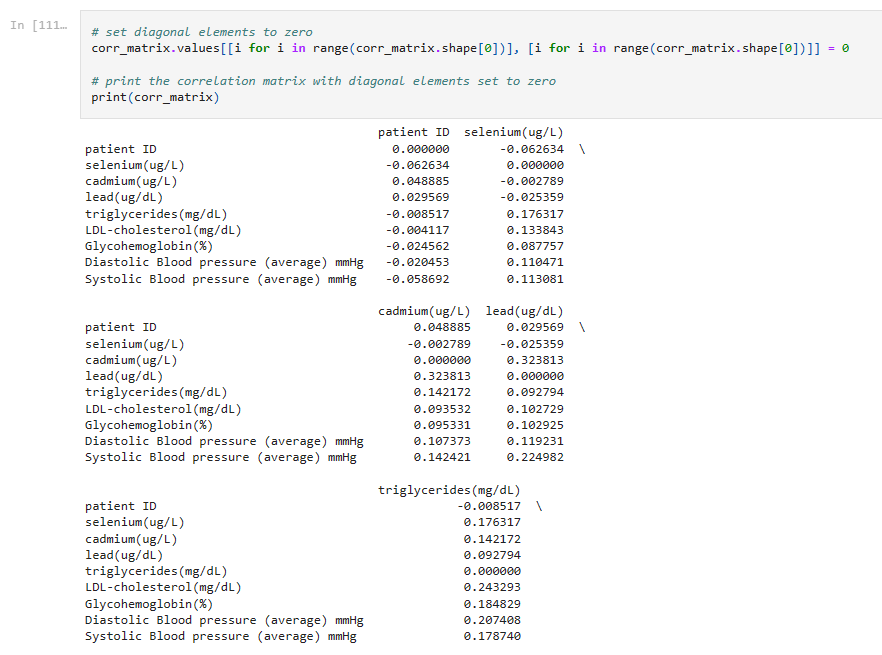 In [111…
# set diagonal elements to zero
corr_matrix.values[[i for i in range(corr_matrix.shape[0])], [i for i in range(corr_matrix.shape[0])]] = 0
# print the correlation matrix with diagonal elements set to zero
print(corr_matrix)
patient ID  selenium(ug/L)
patient ID 0.000000 -0.062634 \
selenium(ug/L) -0.062634 0.000000
cadmium(ug/L) 0.048885 -0.002789
lead(ug/dL) 0.029569 -0.025359
triglycerides(mg/dL) -0.008517 0.176317
LDL-cholesterol(mg/dL) -0.004117 0.133843
Glycohemoglobin(%) -0.024562 0.087757
Diastolic Blood pressure (average) mmHg -0.020453 0.110471
Systolic Blood pressure (average) mmHg -0.058692 0.113081
cadmium(ug/L)  lead(ug/dL)
patient ID 0.048885 0.029569 \
selenium(ug/L) -0.002789 -0.025359
cadmium(ug/L) 0.000000 0.323813
lead(ug/dL) 0.323813 0.000000
triglycerides(mg/dL) 0.142172 0.092794
LDL-cholesterol(mg/dL) 0.093532 0.102729
Glycohemoglobin(%) 0.095331 0.102925
Diastolic Blood pressure (average) mmHg 0.107373 0.119231
Systolic Blood pressure (average) mmHg 0.142421 0.224982
triglycerides(mg/dL)
patient ID -0.008517 \
selenium(ug/L) 0.176317
cadmium(ug/L) 0.142172
lead(ug/dL) 0.092794
triglycerides(mg/dL) 0.000000
LDL-cholesterol(mg/dL) 0.243293
Glycohemoglobin(%) 0.184829
Diastolic Blood pressure (average) mmHg 0.207408
Systolic Blood pressure (average) mmHg 0.178740